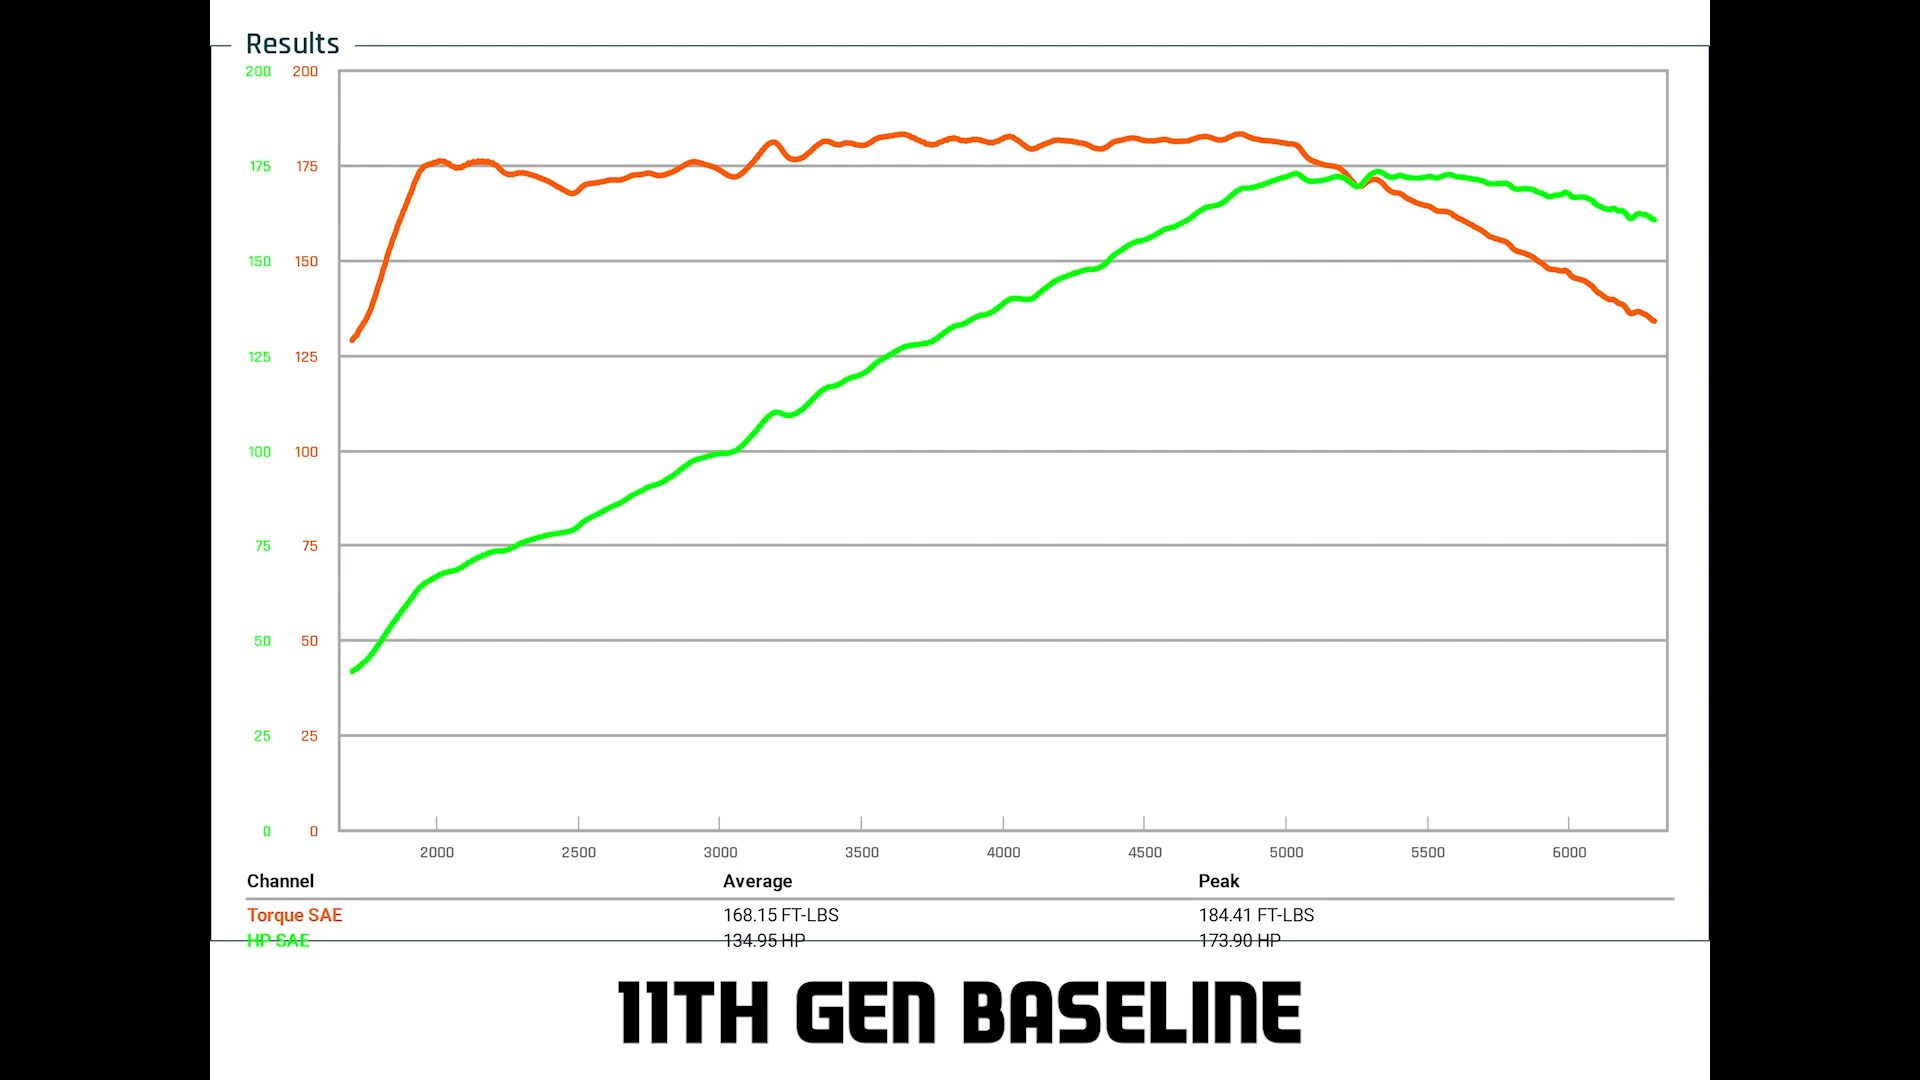 Results
200 200
175 175
150 150
125 125
100 100
75 75
50 50
25 25
0 0
2000 2500 3000 3500 4000 4500 5000 5500 6000
Channel Average Peak
Torque SAE 168.15 FT-LBS 184.41 FT-LBS
HP SAE 134.95 HP 173.90 HP
11TH GEN BASELINE